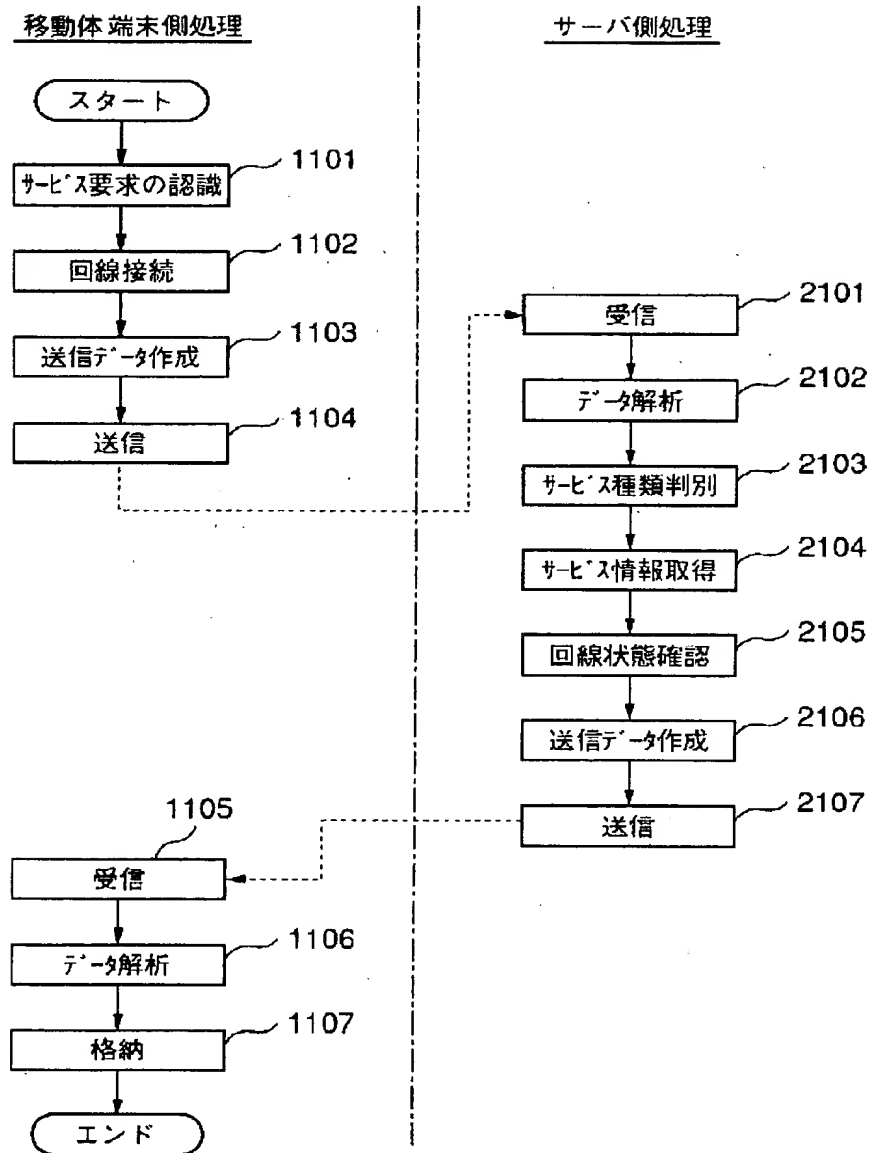 移動体端末側処理
スタート
サービス要求の認識
1101
回線接続
1102
送信データ作成
1103
送信
1104
サーバ側処理
受信
2101
データ解析
2102
サービス種類判別
2103
サービス情報取得
2104
回線状態確認
2105
送信データ作成
2106
送信
2107
1105
受信
データ解析
1106
格納
1107
エンド